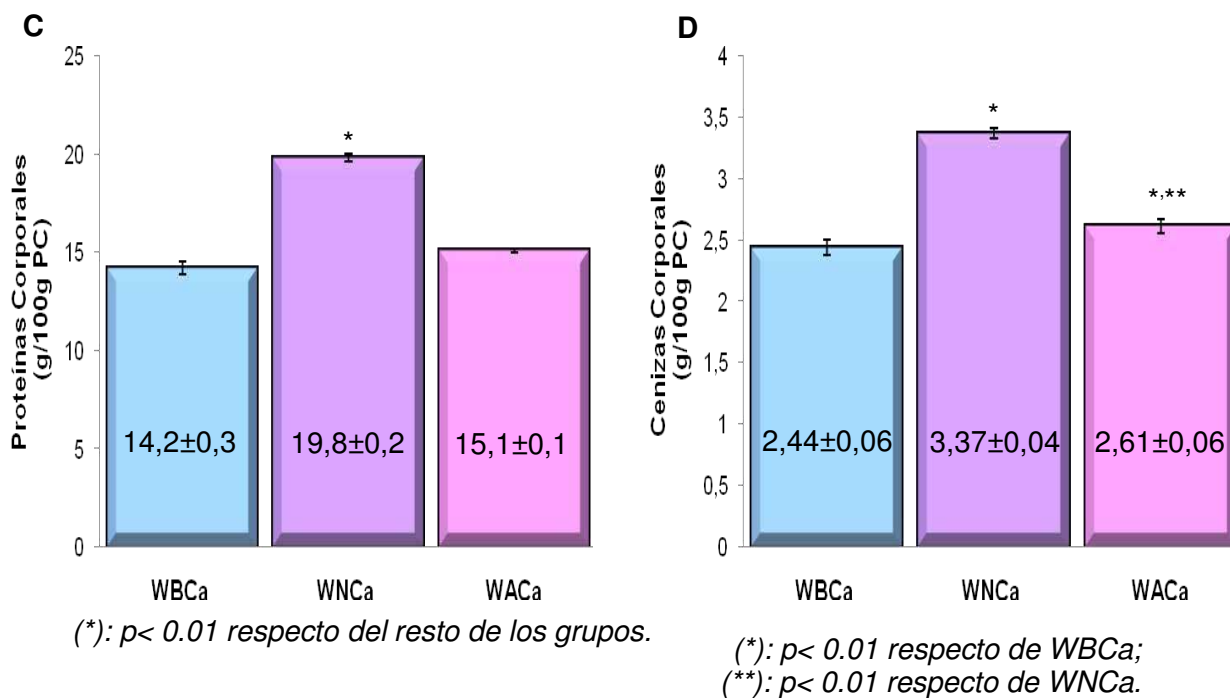 C
Proteínas Corporales
(g/100g PC)
25
20
15
10
5
0
*
14,2±0,3
19,8±0,2
15,1±0,1
WBCa
WNCa
WACa
(*): p< 0.01 respecto del resto de los grupos.
D
Cenizas Corporales
(g/100g PC)
4
3,5
3
2,5
2
1,5
1
0,5
0
*
*,**
2,44±0,06
3,37±0,04
2,61±0,06
WBCa
WNCa
WACa
(*): p< 0.01 respecto de WBCa;
(**): p< 0.01 respecto de WNCa.